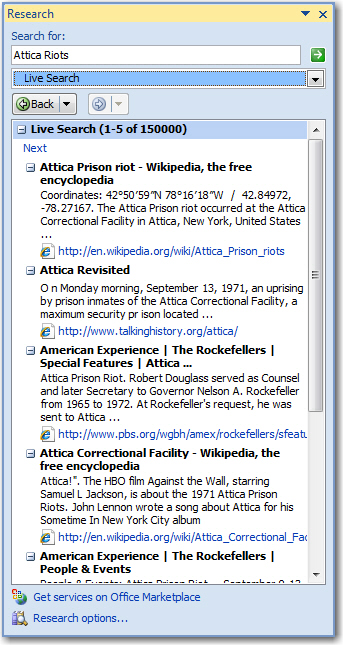 Research
Search for:
Attica Riots
Live Search
Back
Live Search (1-5 of 150000)
Next
Attica Prison riot - Wikipedia, the free
encyclopedia
Coordinates: 42°50′59″N 78°16′18″W  /  42.84972,
-78.27167. The Attica Prison riot occurred at the Attica
Correctional Facility in Attica, New York, United States
...
http://en.wikipedia.org/wiki/Attica_Prison_riots
Attica Revisited
O n Monday morning, September 13, 1971, an uprising
by prison inmates of the Attica Correctional Facility, a
maximum security pr ison located ...
http://www.talkinghistory.org/attica/
American Experience | The Rockefellers |
Special Features | Attica ...
Attica Prison Riot. Robert Douglass served as Counsel
and later Secretary to Governor Nelson A. Rockefeller
from 1965 to 1972. At Rockefeller's request, he was
sent to Attica ...
http://www.pbs.org/wgbh/amex/rockefellers/sfeatu
Attica Correctional Facility - Wikipedia, the
free encyclopedia
Attica!". The HBO film Against the Wall, starring
Samuel L Jackson, is about the 1971 Attica Prison
Riots. John Lennon wrote a song about Attica for his
Sometime In New York City album
http://en.wikipedia.org/wiki/Attica_Correctional_Fac
American Experience | The Rockefellers |
People & Events
People & Events: Attica Prison Riot - September 9-13
Get services on Office Marketplace
Research options...